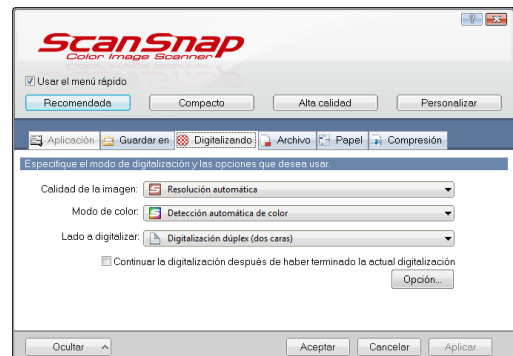 ScanSnap
Color Image Scanner
Usar el menú rápido
Recomendada Compacto Alta calidad Personalizar
Aplicación Guardar en Digitalizando Archivo Papel Compresión
Especifique el modo de digitalización y las opciones que desea usar.
Calidad de la imagen: Resolución automática
Modo de color: Detección automática de color
Lado a digitalizar: Digitalización dúplex (dos caras)
Continuar la digitalización después de haber terminado la actual digitalización
Opción...
Ocultar Aceptar Cancelar Aplicar